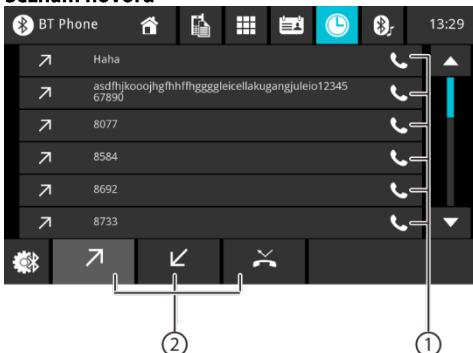 Seznam hovorů
BT Phone
13:29
Haha
asdfhjkooojhgfhhffhggggleicellakugangjuleio12345
67890
8077
8584
8692
8733
2
1